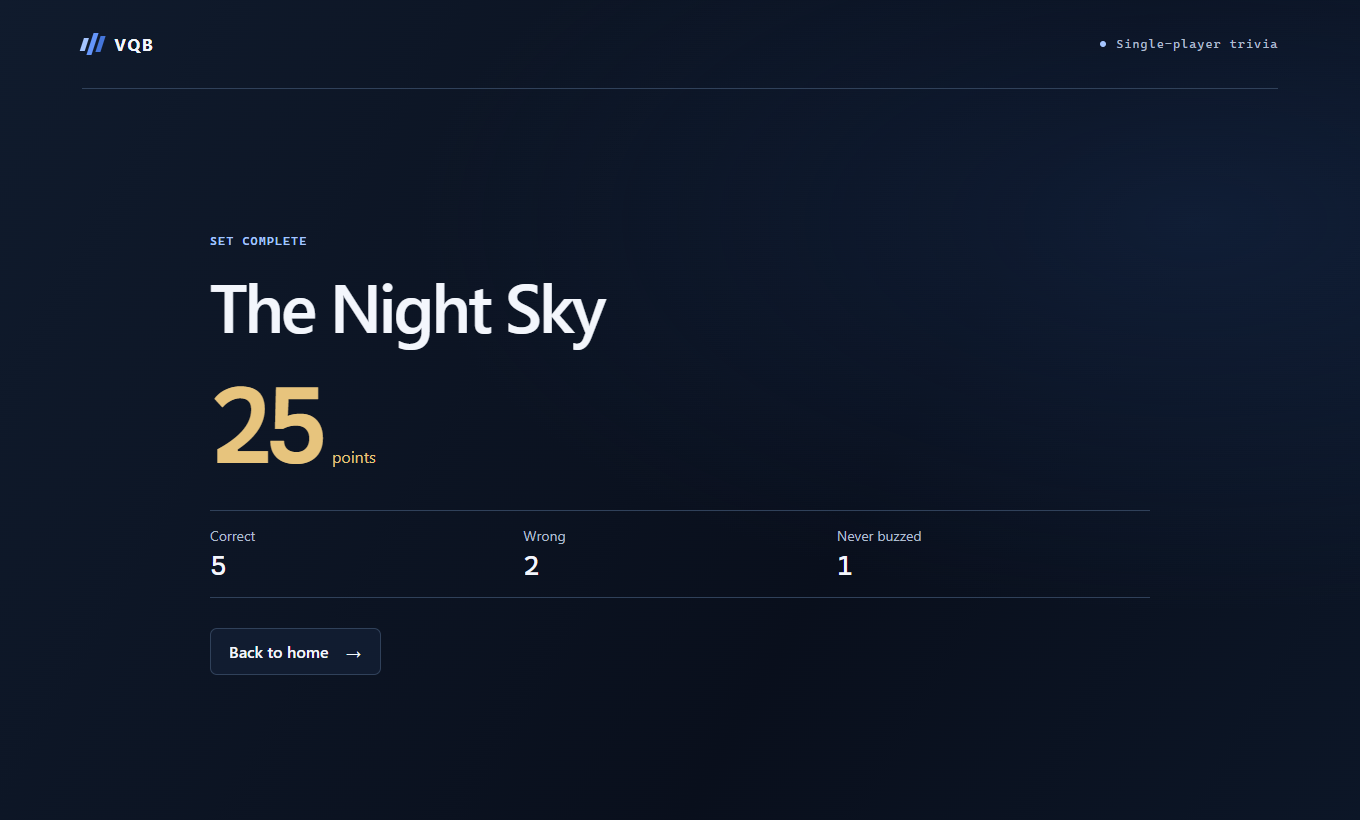 VQB
Single-player trivia
SET COMPLETE
The Night Sky
25 points
Correct
5
Wrong
2
Never buzzed
1
Back to home →